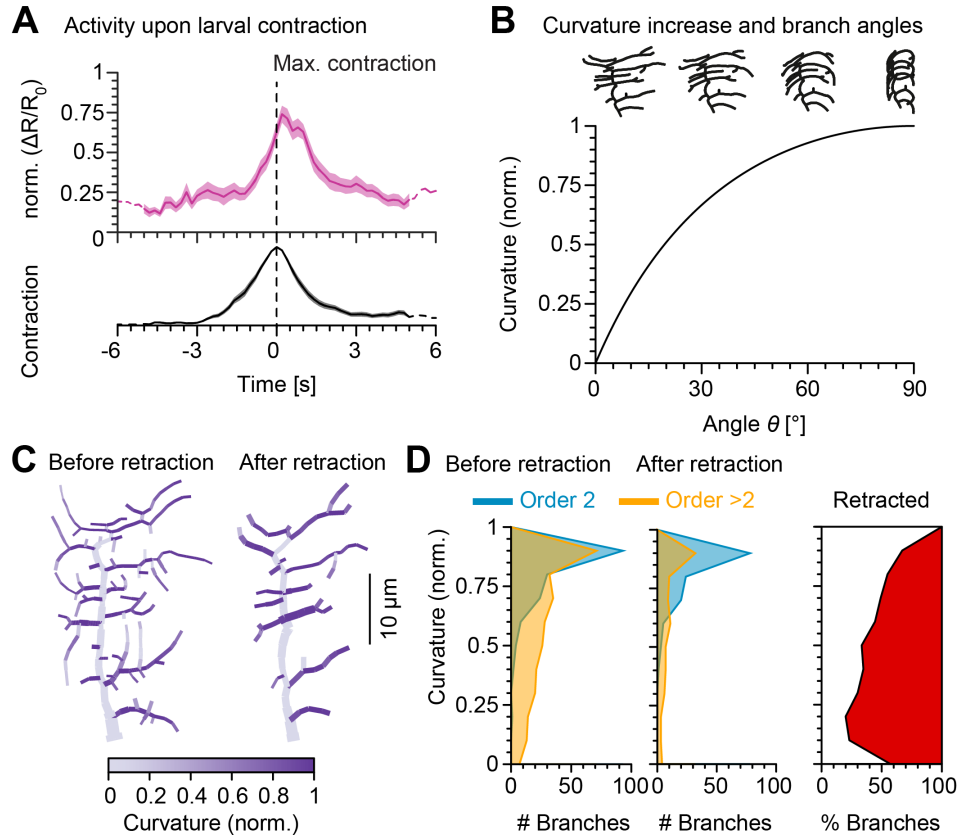 A Activity upon larval contraction
Max. contraction
norm. (ΔR/R0)
1
0.75
0.5
0.25
0
Contraction
-6 -3 0 3 6
Time [s]
B Curvature increase and branch angles
Curvature (norm.)
1
0.75
0.5
0.25
0
0 30 60 90
Angle θ [°]
C Before retraction After retraction
10 µm
0 0.2 0.4 0.6 0.8 1
Curvature (norm.)
D Before retraction After retraction
Order 2 Order >2 Retracted
Curvature (norm.)
1
0.75
0.5
0.25
0
0 50 100 0 50 100 0 50 100
# Branches # Branches % Branches